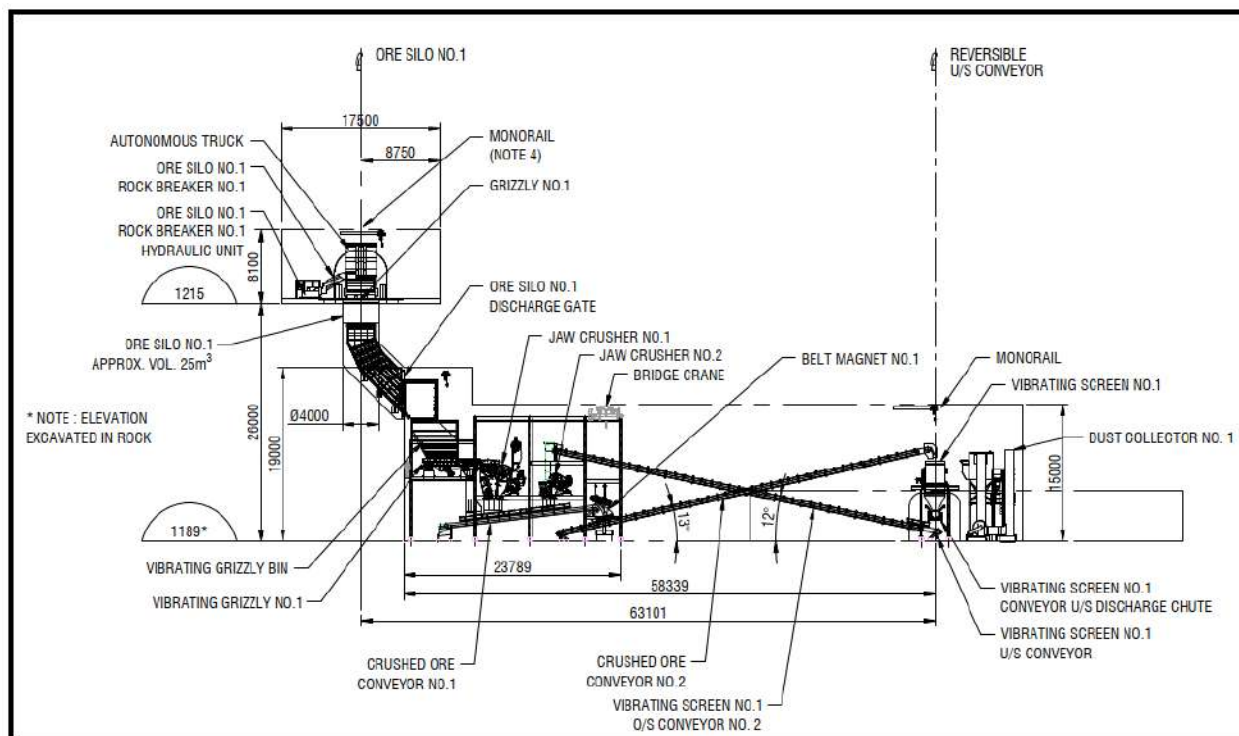 ORE SILO NO.1
REVERSIBLE
U/S CONVEYOR
17500
8750
AUTONOMOUS TRUCK
ORE SILO NO.1
ROCK BREAKER NO.1
ORE SILO NO.1
ROCK BREAKER NO.1
HYDRAULIC UNIT
MONORAIL
(NOTE 4)
GRIZZLY NO.1
8100
1215
ORE SILO NO.1
DISCHARGE GATE
ORE SILO NO.1
APPROX. VOL. 25m³
JAW CRUSHER NO.1
JAW CRUSHER NO.2
BRIDGE CRANE
BELT MAGNET NO.1
MONORAIL
VIBRATING SCREEN NO.1
DUST COLLECTOR NO. 1
* NOTE : ELEVATION
EXCAVATED IN ROCK
26000
19000
Ø4000
15000
13°
12°
1189*
VIBRATING GRIZZLY BIN
VIBRATING GRIZZLY NO.1
23789
58339
63101
VIBRATING SCREEN NO.1
CONVEYOR U/S DISCHARGE CHUTE
VIBRATING SCREEN NO.1
U/S CONVEYOR
CRUSHED ORE
CONVEYOR NO.1
CRUSHED ORE
CONVEYOR NO.2
VIBRATING SCREEN NO.1
O/S CONVEYOR NO. 2